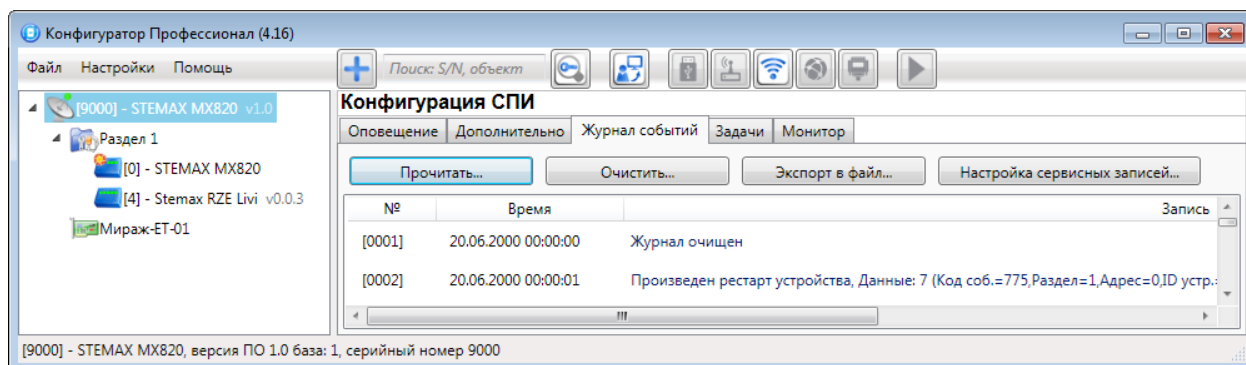 Конфигуратор Профессионал (4.16)
Файл Настройки Помощь
Поиск: S/N, объект
[9000] - STEMAX MX820 v1.0
Раздел 1
[0] - STEMAX MX820
[4] - Stemax RZE Livi v0.0.3
Мираж-ET-01
Конфигурация СПИ
Оповещение Дополнительно Журнал событий Задачи Монитор
Прочитать... Очистить... Экспорт в файл... Настройка сервисных записей...
№ Время Запись
[0001] 20.06.2000 00:00:00 Журнал очищен
[0002] 20.06.2000 00:00:01 Произведен рестарт устройства, Данные: 7 (Код соб.=775,Раздел=1,Адрес=0,ID устр.
[9000] - STEMAX MX820, версия ПО 1.0 база: 1, серийный номер 9000